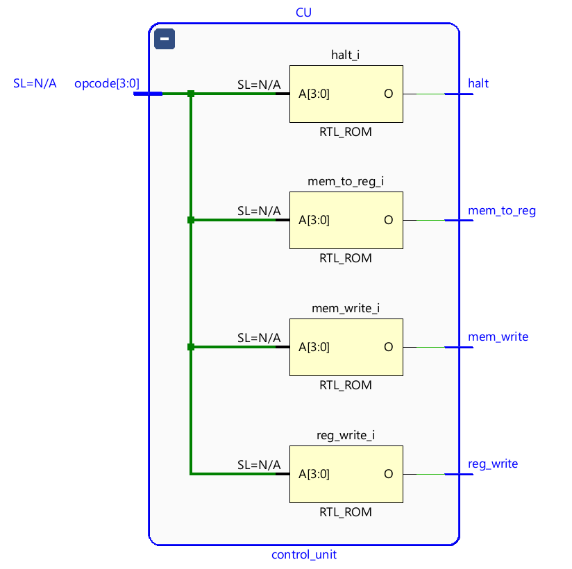 CU
halt_i
SL=N/A opcode[3:0] SL=N/A A[3:0] O halt
RTL_ROM
mem_to_reg_i
SL=N/A A[3:0] O mem_to_reg
RTL_ROM
mem_write_i
SL=N/A A[3:0] O mem_write
RTL_ROM
reg_write_i
SL=N/A A[3:0] O reg_write
RTL_ROM
control_unit